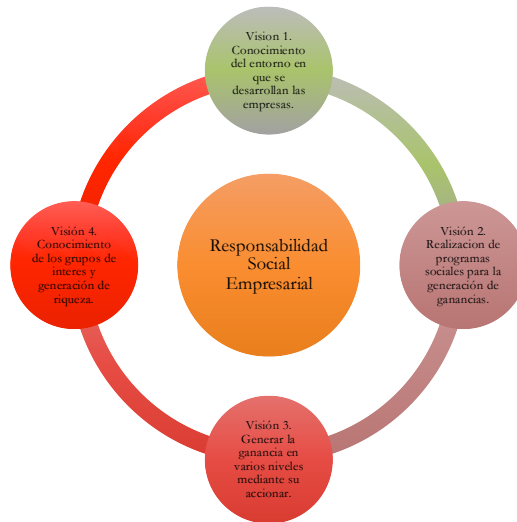 Vision 1.
Conocimiento
del entorno en
que se
desarrollan las
empresas.
Visión 4.
Conocimiento
de los grupos de
interes y
generación de
riqueza.
Responsabilidad
Social
Empresarial
Visión 2.
Realizacion de
programas
sociales para la
generación de
ganancias.
Visión 3.
Generar la
ganancia en
varios niveles
mediante su
accionar.